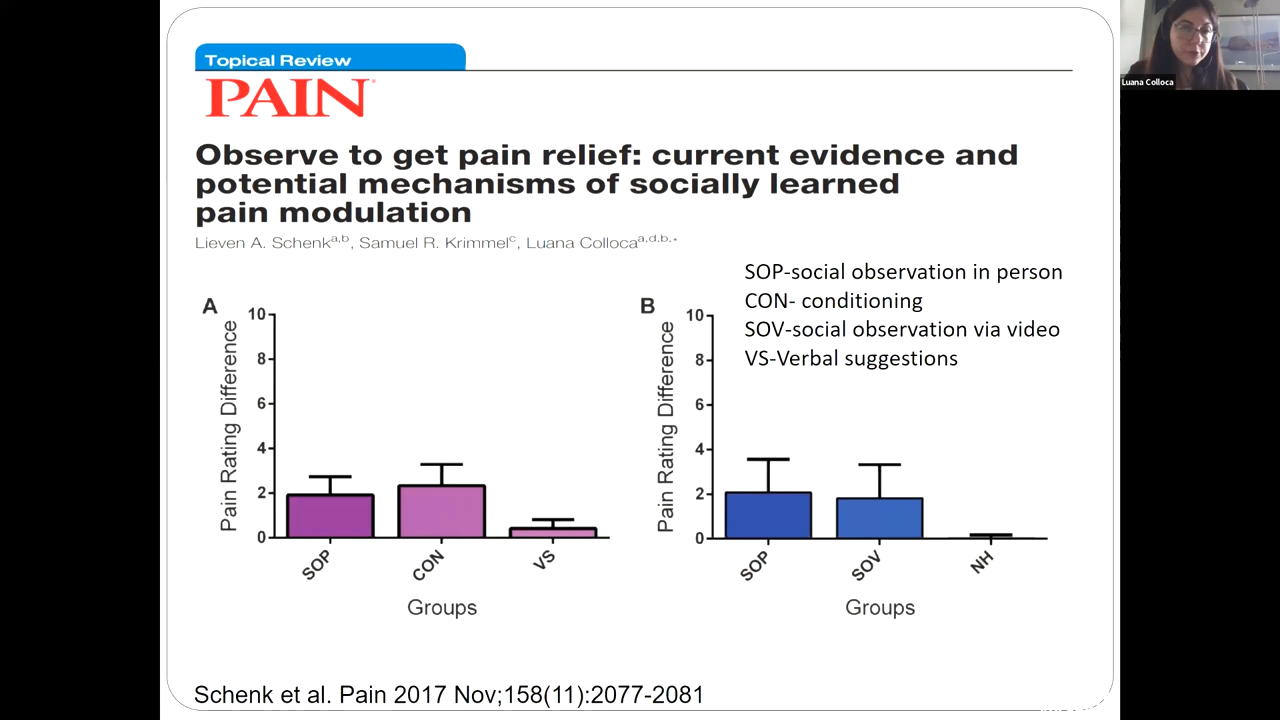 Topical Review
PAIN
Observe to get pain relief: current evidence and
potential mechanisms of socially learned
pain modulation
Lieven A. Schenka,b, Samuel R. Krimmelc, Luana Collocaa,d,b,*
SOP-social observation in person
CON- conditioning
SOV-social observation via video
VS-Verbal suggestions
A
Pain Rating Difference
10
8
6
4
2
0
SOP
CON
VS
Groups
B
Pain Rating Difference
10
8
6
4
2
0
SOP
SOV
NH
Groups
Schenk et al. Pain 2017 Nov;158(11):2077-2081
Luana Colloca